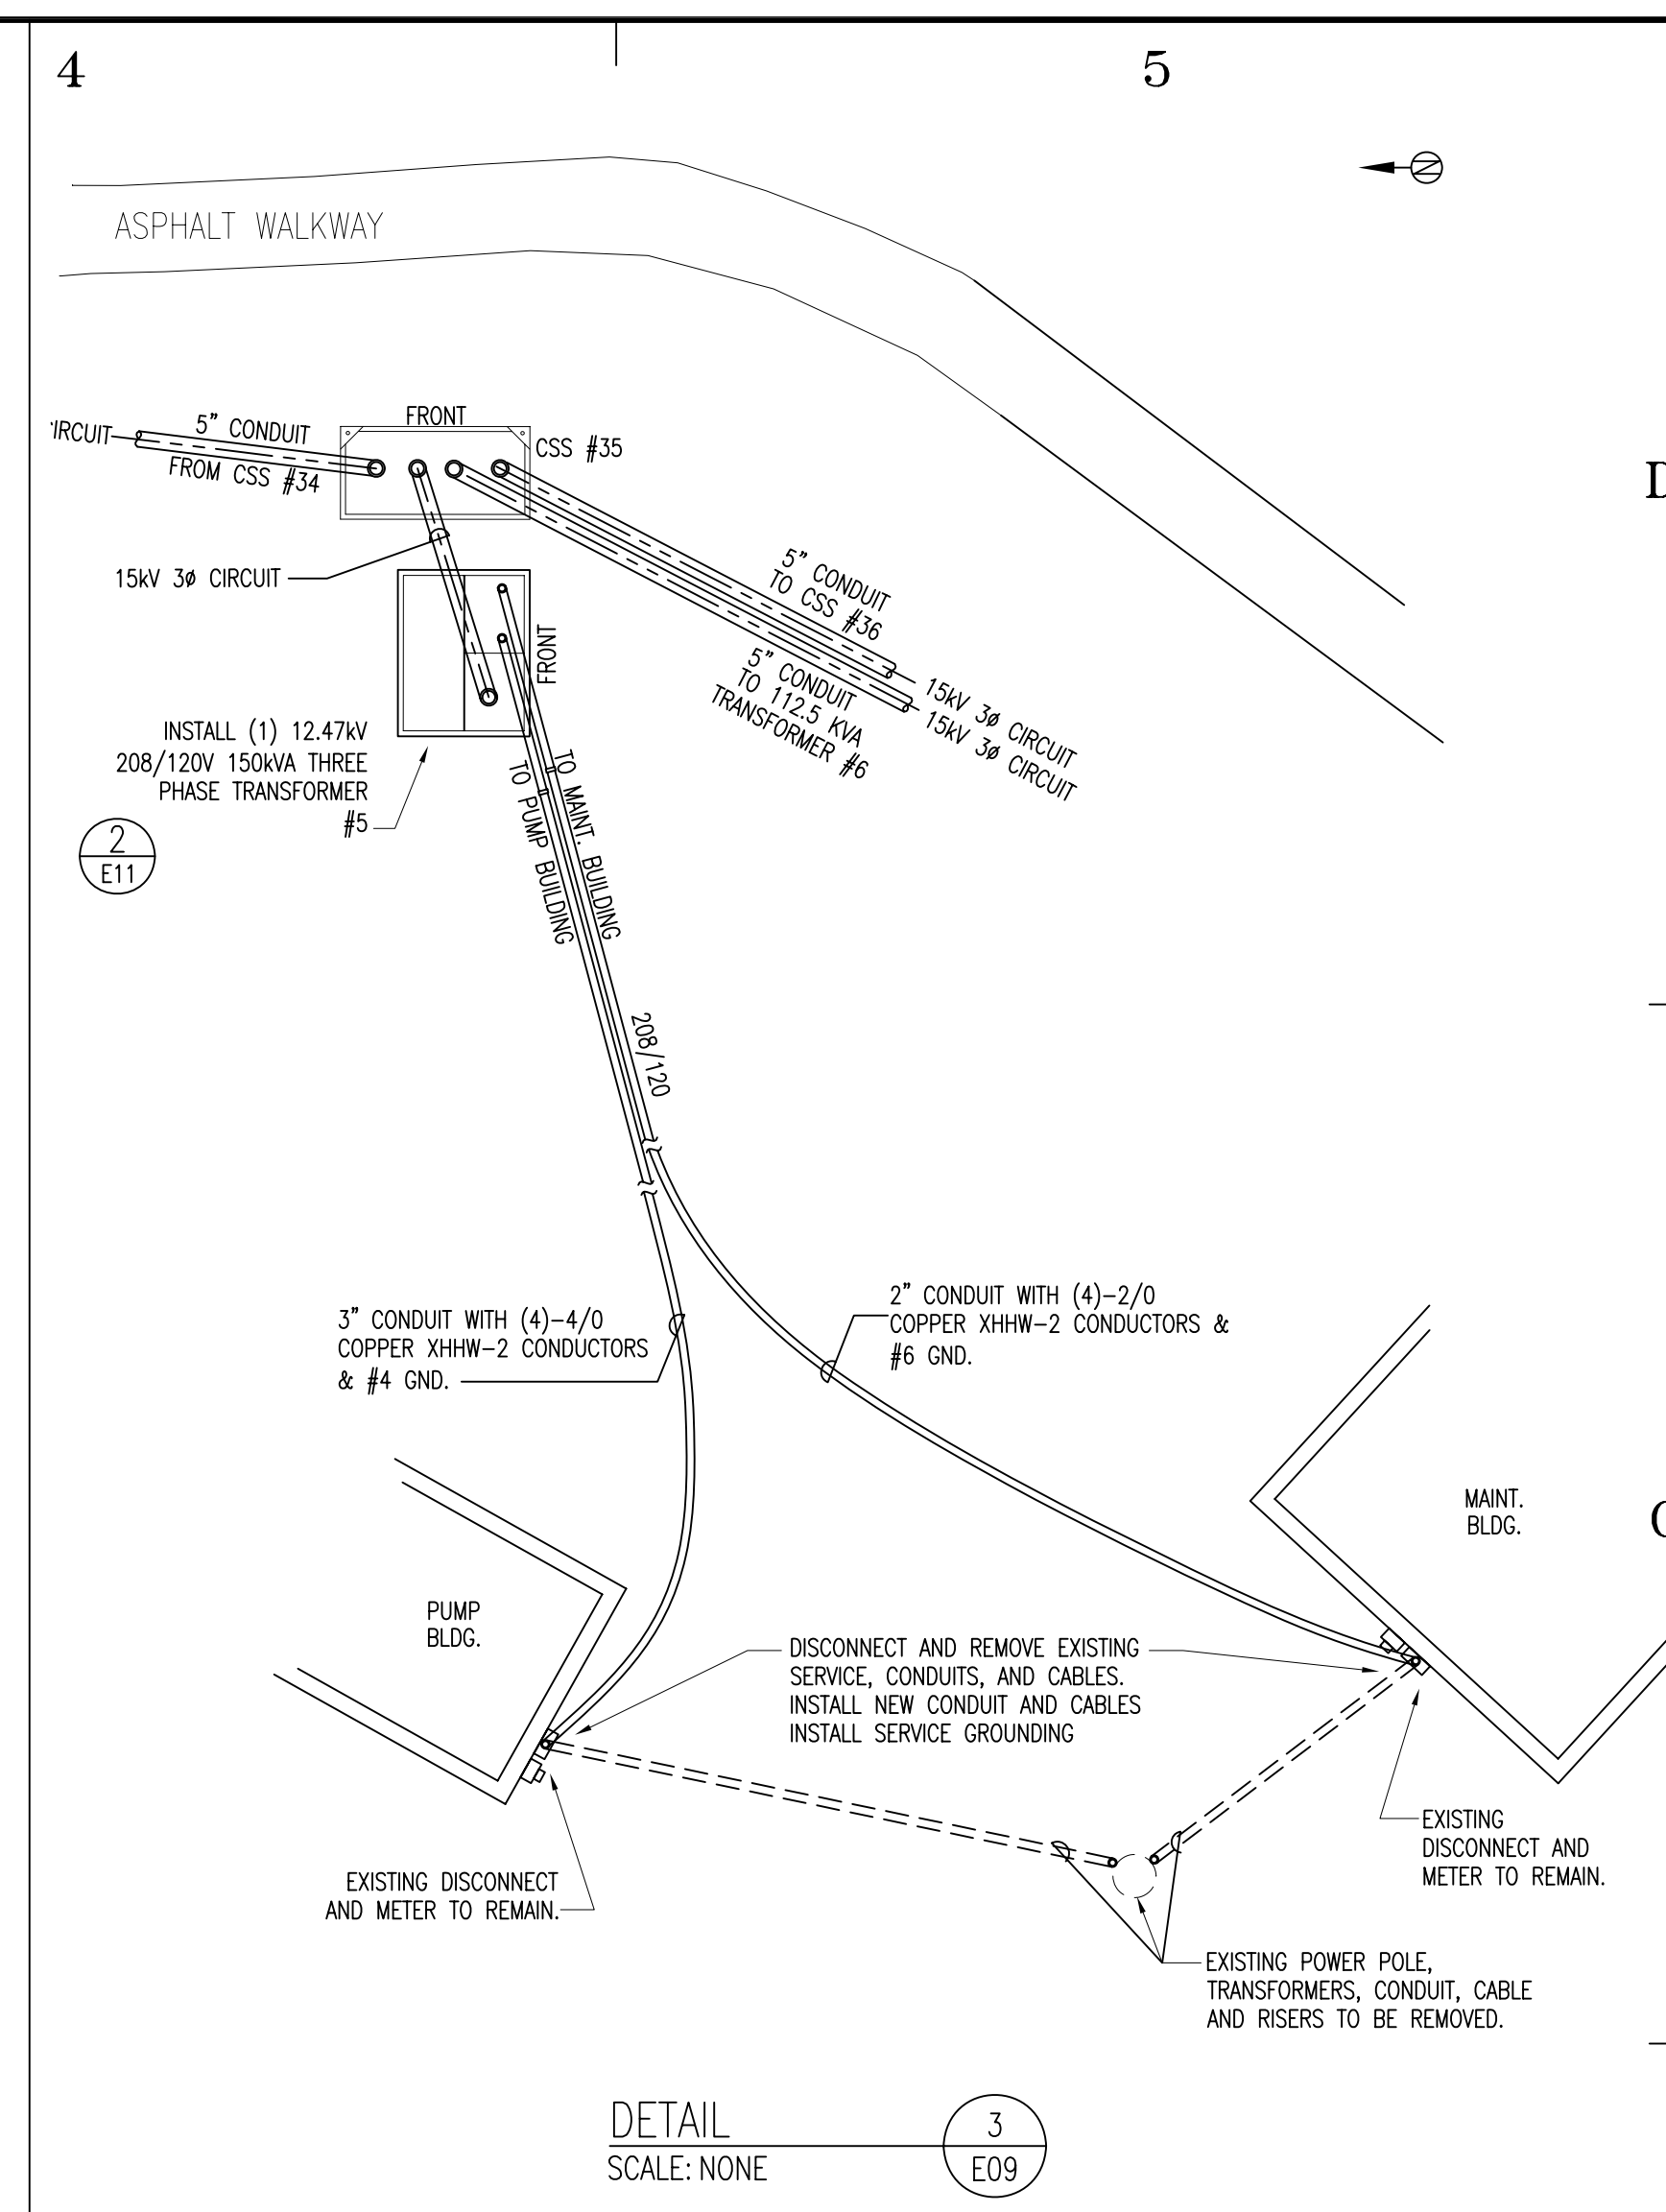 4
5
ASPHALT WALKWAY
FRONT
5" CONDUIT
IRCUIT
FROM CSS #34
CSS #35
15kV 3ø CIRCUIT
5" CONDUIT
TO CSS #36
5" CONDUIT
TO 112.5 KVA
TRANSFORMER #6
15kV 3ø CIRCUIT
15kV 3ø CIRCUIT
FRONT
INSTALL (1) 12.47kV
208/120V 150kVA THREE
PHASE TRANSFORMER
#5
2
E11
TO MAINT. BUILDING
TO PUMP BUILDING
208/120
3" CONDUIT WITH (4)-4/0
COPPER XHHW-2 CONDUCTORS
& #4 GND.
2" CONDUIT WITH (4)-2/0
COPPER XHHW-2 CONDUCTORS &
#6 GND.
MAINT.
BLDG.
PUMP
BLDG.
DISCONNECT AND REMOVE EXISTING
SERVICE, CONDUITS, AND CABLES.
INSTALL NEW CONDUIT AND CABLES
INSTALL SERVICE GROUNDING
EXISTING
DISCONNECT AND
METER TO REMAIN.
EXISTING DISCONNECT
AND METER TO REMAIN.
EXISTING POWER POLE,
TRANSFORMERS, CONDUIT, CABLE
AND RISERS TO BE REMOVED.
DETAIL
SCALE: NONE
3
E09